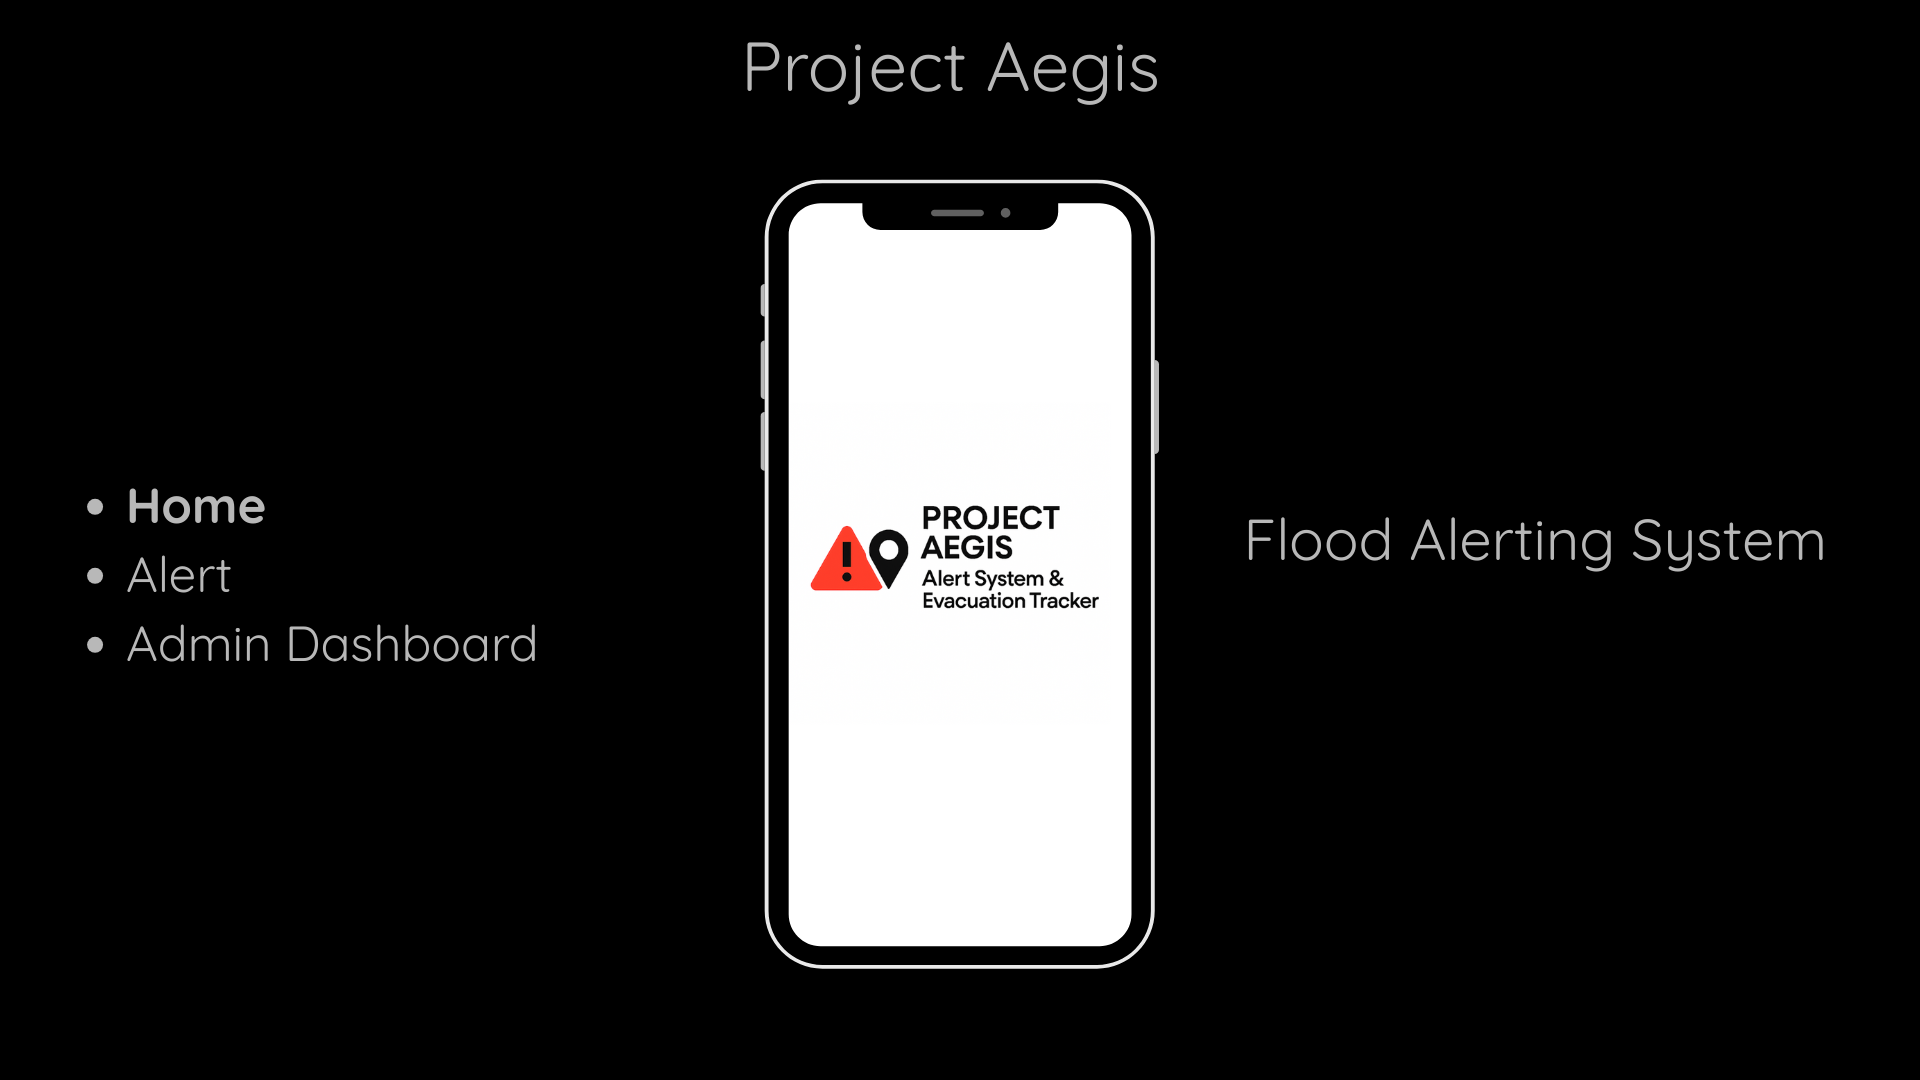 Project Aegis
Home
Alert
Admin Dashboard
PROJECT
AEGIS
Alert System &
Evacuation Tracker
Flood Alerting System